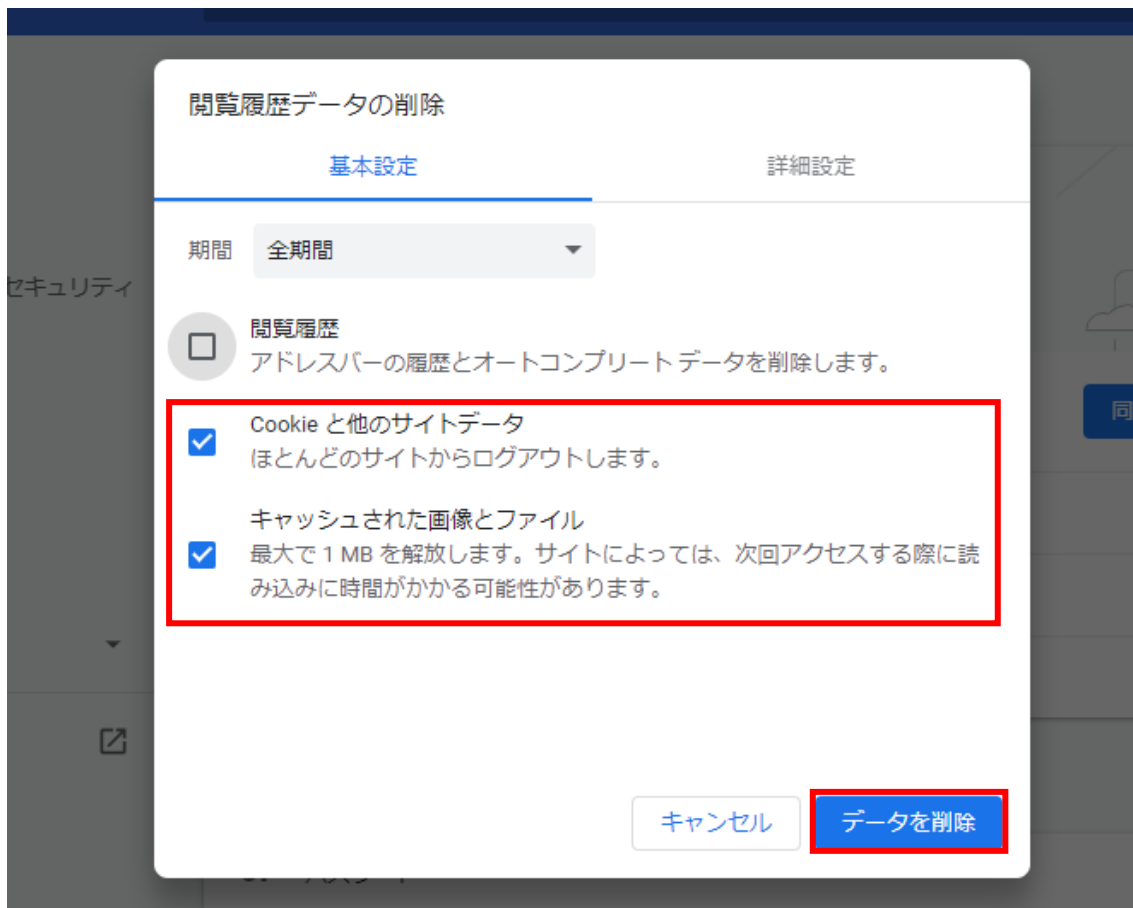 閲覧履歴データの削除
基本設定
詳細設定
期間
全期間
セキュリティ
閲覧履歴
アドレスバーの履歴とオートコンプリート データを削除します。
Cookie と他のサイトデータ
ほとんどのサイトからログアウトします。
同
キャッシュされた画像とファイル
最大で 1 MB を解放します。サイトによっては、次回アクセスする際に読
み込みに時間がかかる可能性があります。
キャンセル
データを削除